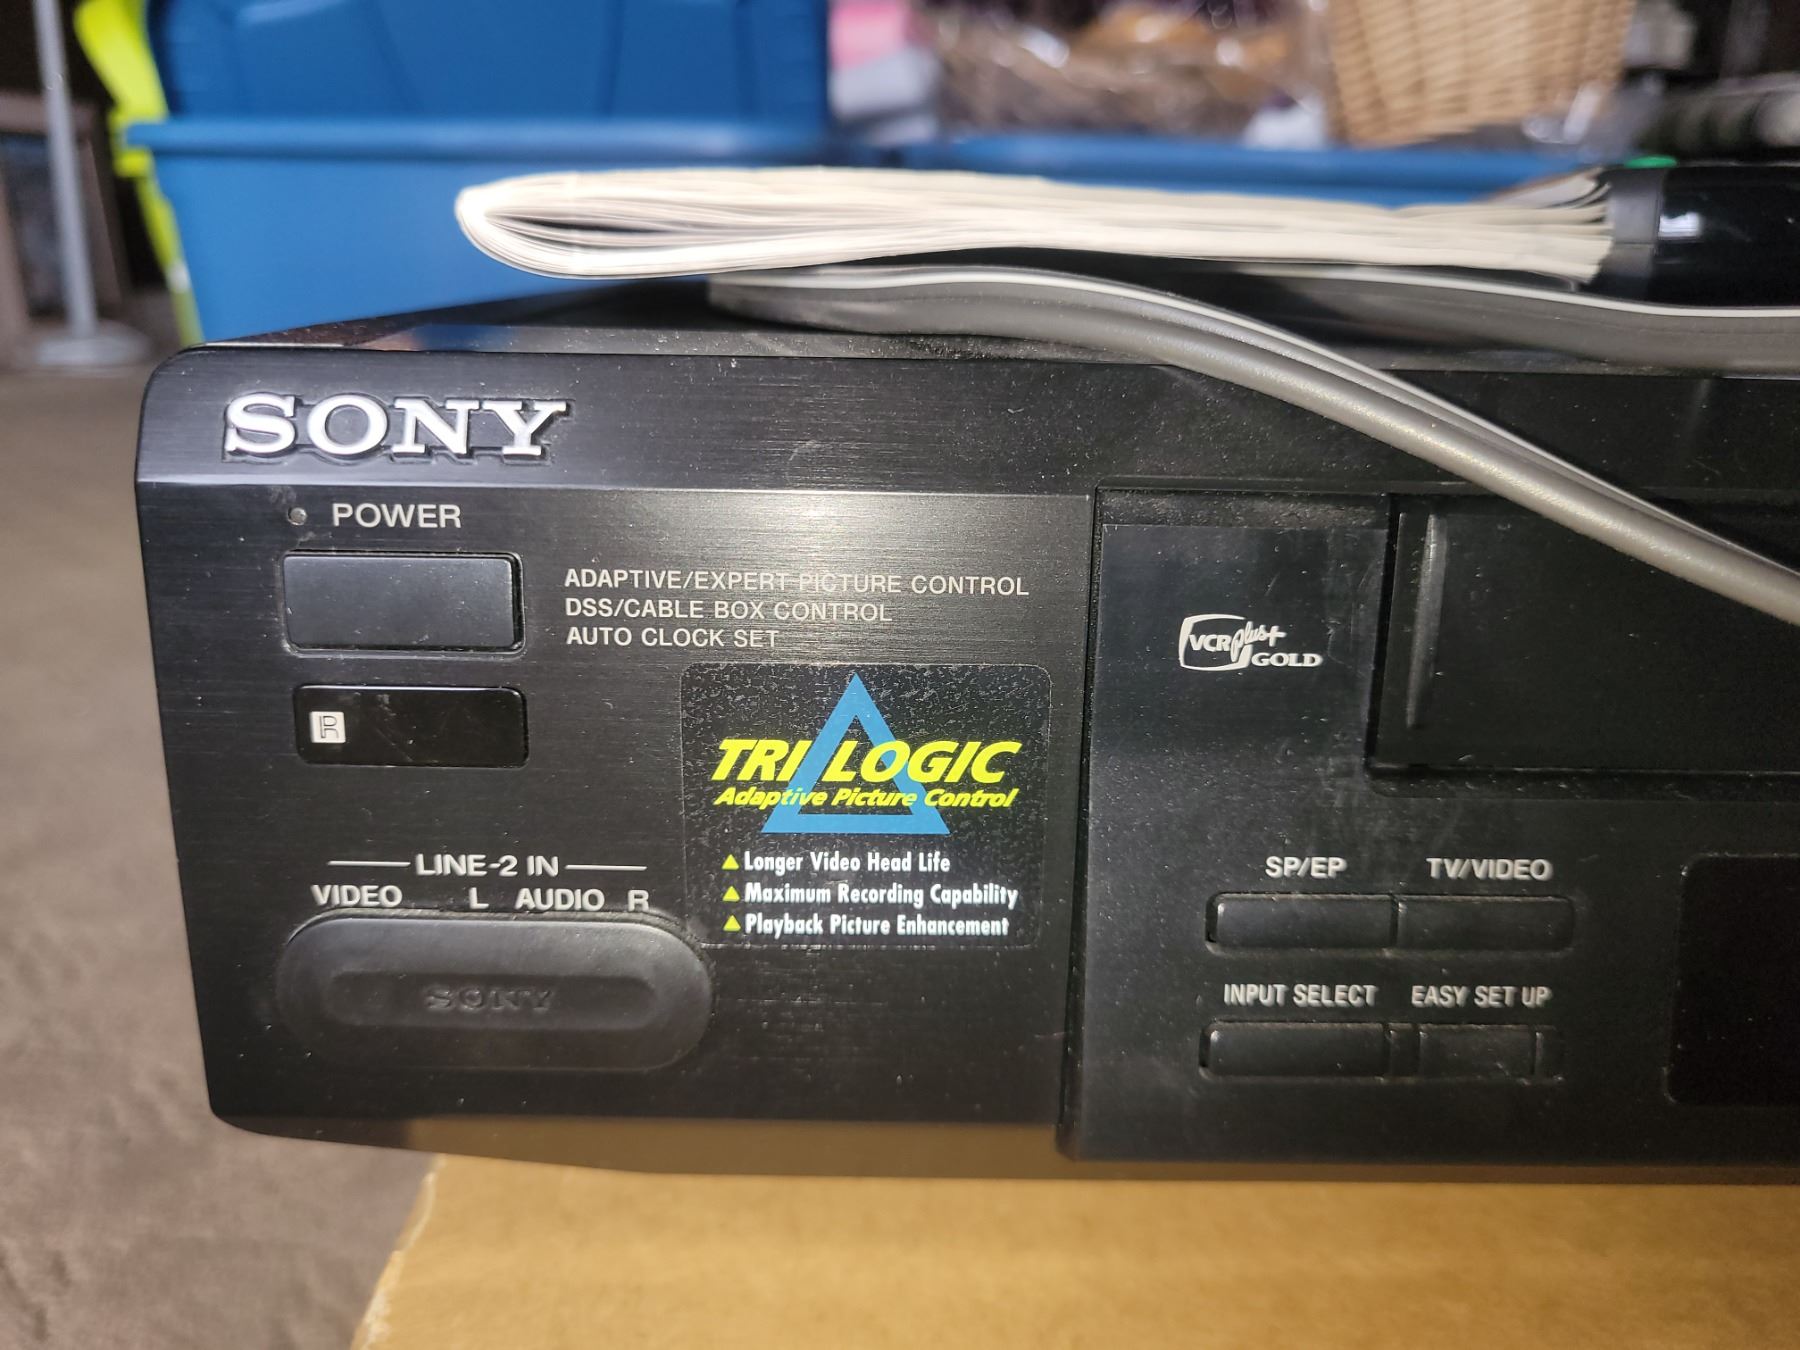 SONY
POWER
ADAPTIVE/EXPERT PICTURE CONTROL
DSS/CABLE BOX CONTROL
AUTO CLOCK SET
R
TRILOGIC
Adaptive Picture Control
Longer Video Head Life
Maximum Recording Capability
Playback Picture Enhancement
LINE-2 IN
VIDEO L AUDIO R
SONY
VCR plus+
GOLD
SP/EP TV/VIDEO
INPUT SELECT EASY SET UP